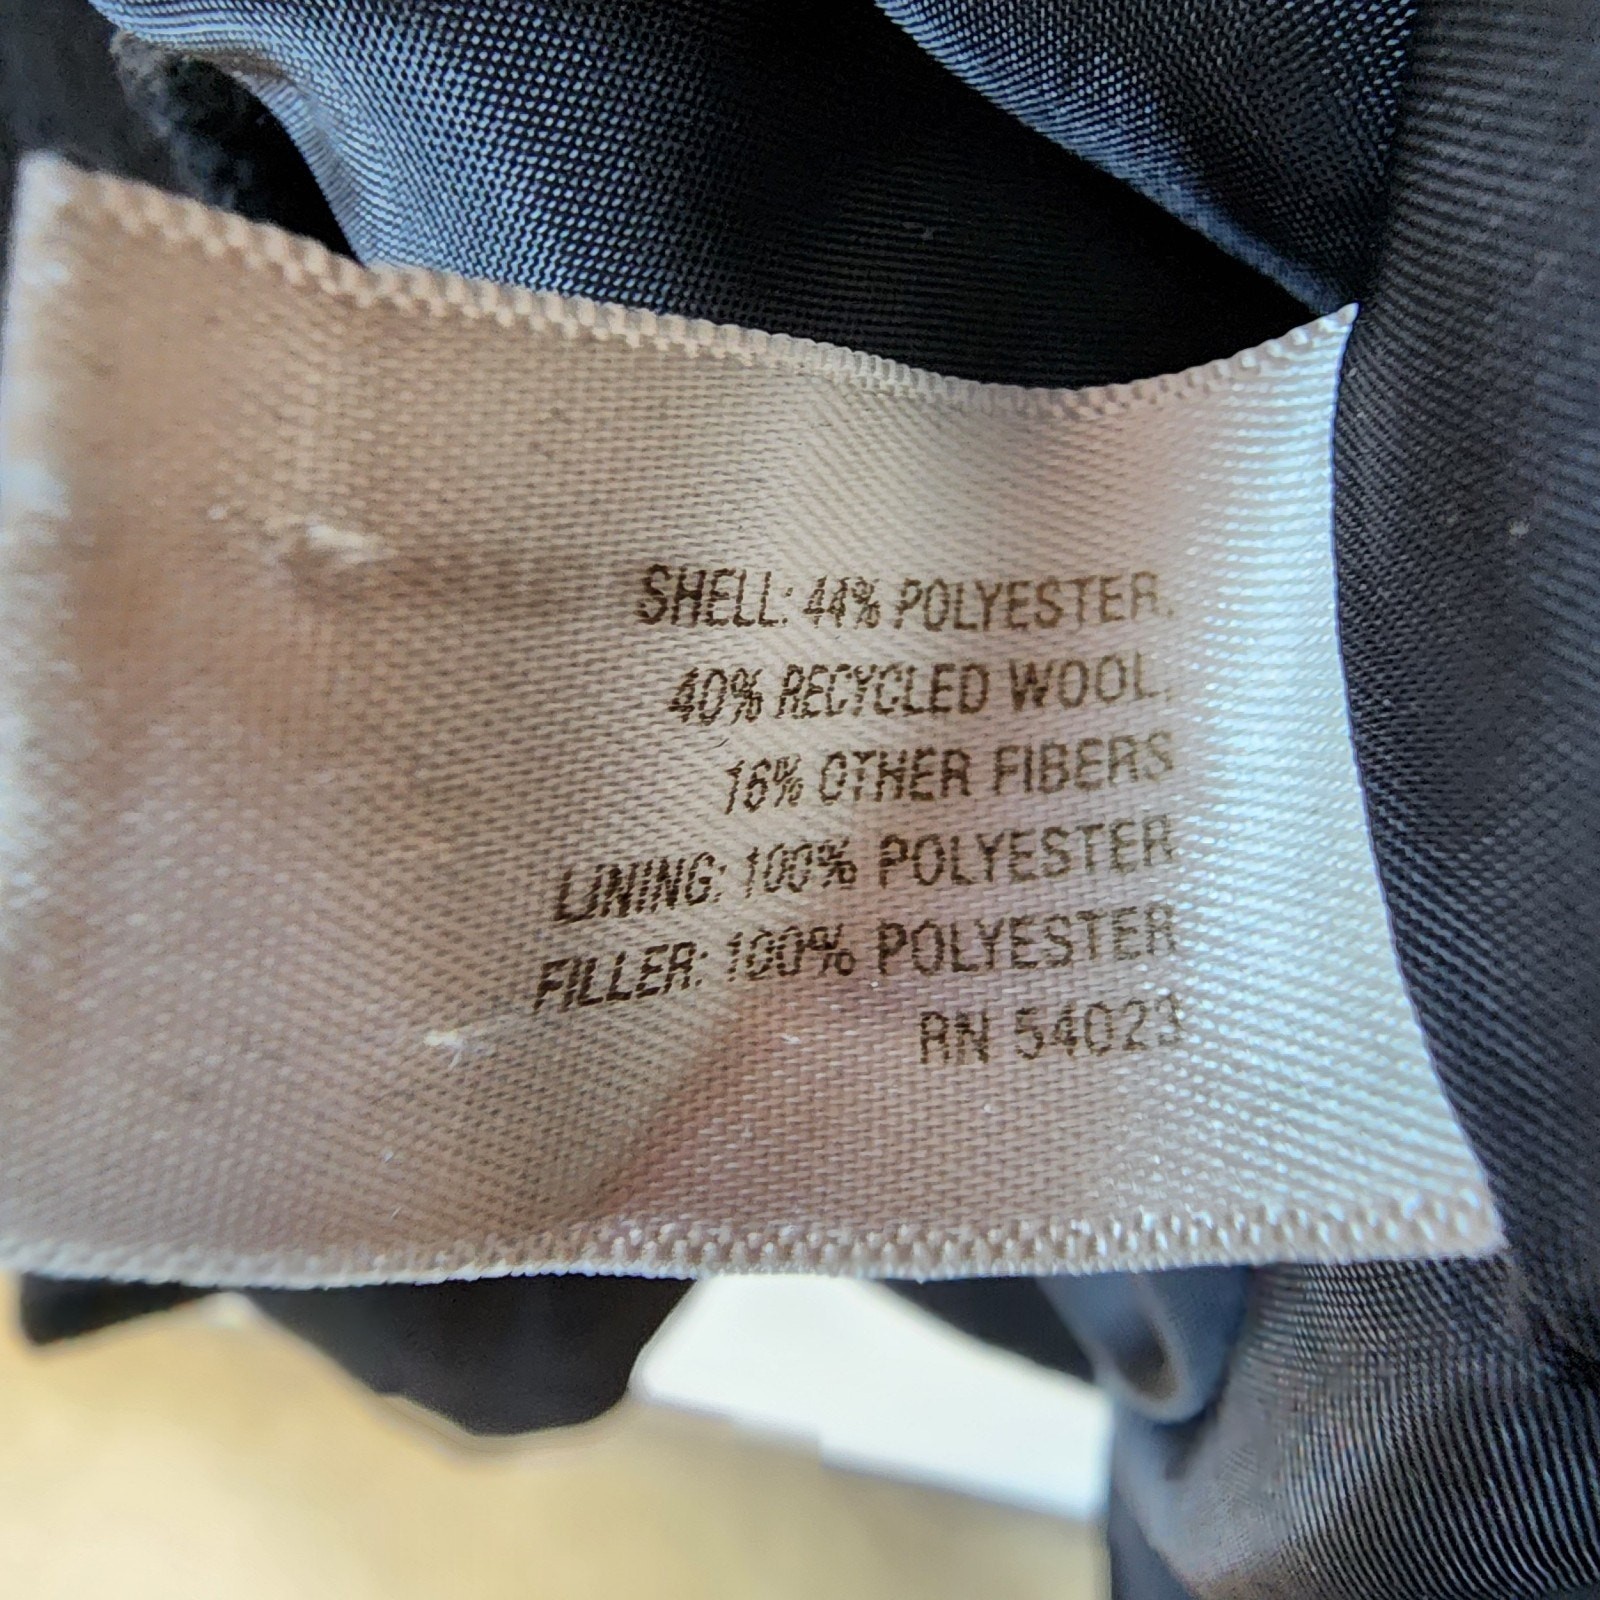 SHELL: 44% POLYESTER,
40% RECYCLED WOOL,
16% OTHER FIBERS
LINING: 100% POLYESTER
FILLER: 100% POLYESTER
RN 54023